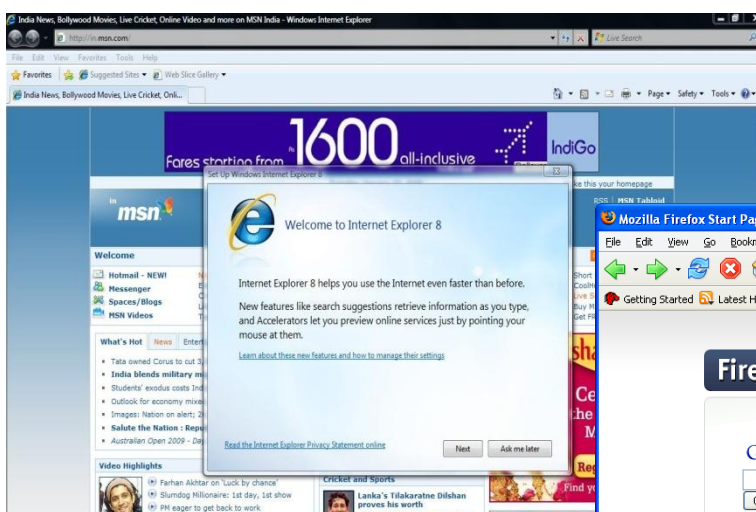 India News, Bollywood Movies, Live Cricket, Online Video and more on MSN India - Windows Internet Explorer
http://in.msn.com/
Live Search
File Edit View Favorites Tools Help
Favorites Suggested Sites Web Slice Gallery
India News, Bollywood Movies, Live Cricket, Onli...
Page Safety Tools
Fares starting from 1600 all-inclusive
IndiGo
Set Up Windows Internet Explorer 8
ke this your homepage
RSS MSN Tabloid
in
msn
Welcome to Internet Explorer 8
Mozilla Firefox Start Pa
File Edit View Go Bookm
Getting Started Latest H
Welcome
Hotmail - NEW!
Messenger
Spaces/Blogs
MSN Videos
Internet Explorer 8 helps you use the Internet even faster than before.
New features like search suggestions retrieve information as you type,
and Accelerators let you preview online services just by pointing your
mouse at them.
Learn about these new features and how to manage their settings
Short
Live S
Buy M
What's Hot News Entert
Tata owned Corus to cut 3,
India blends military m
Students' exodus costs Ind
Outlook for economy mixe
Images: Nation on alert; 2
Salute the Nation : Repu
Australian Open 2009 - Day
Fire
Ce
the
M
Reg
Find yo
Read the Internet Explorer Privacy Statement online
Next
Ask me later
Video Highlights
Farhan Akhtar on 'Luck by chance'
Slumdog Millionaire: 1st day, 1st show
PM eager to get back to work
Cricket and Sports
Lanka's Tilakaratne Dilshan
proves his worth